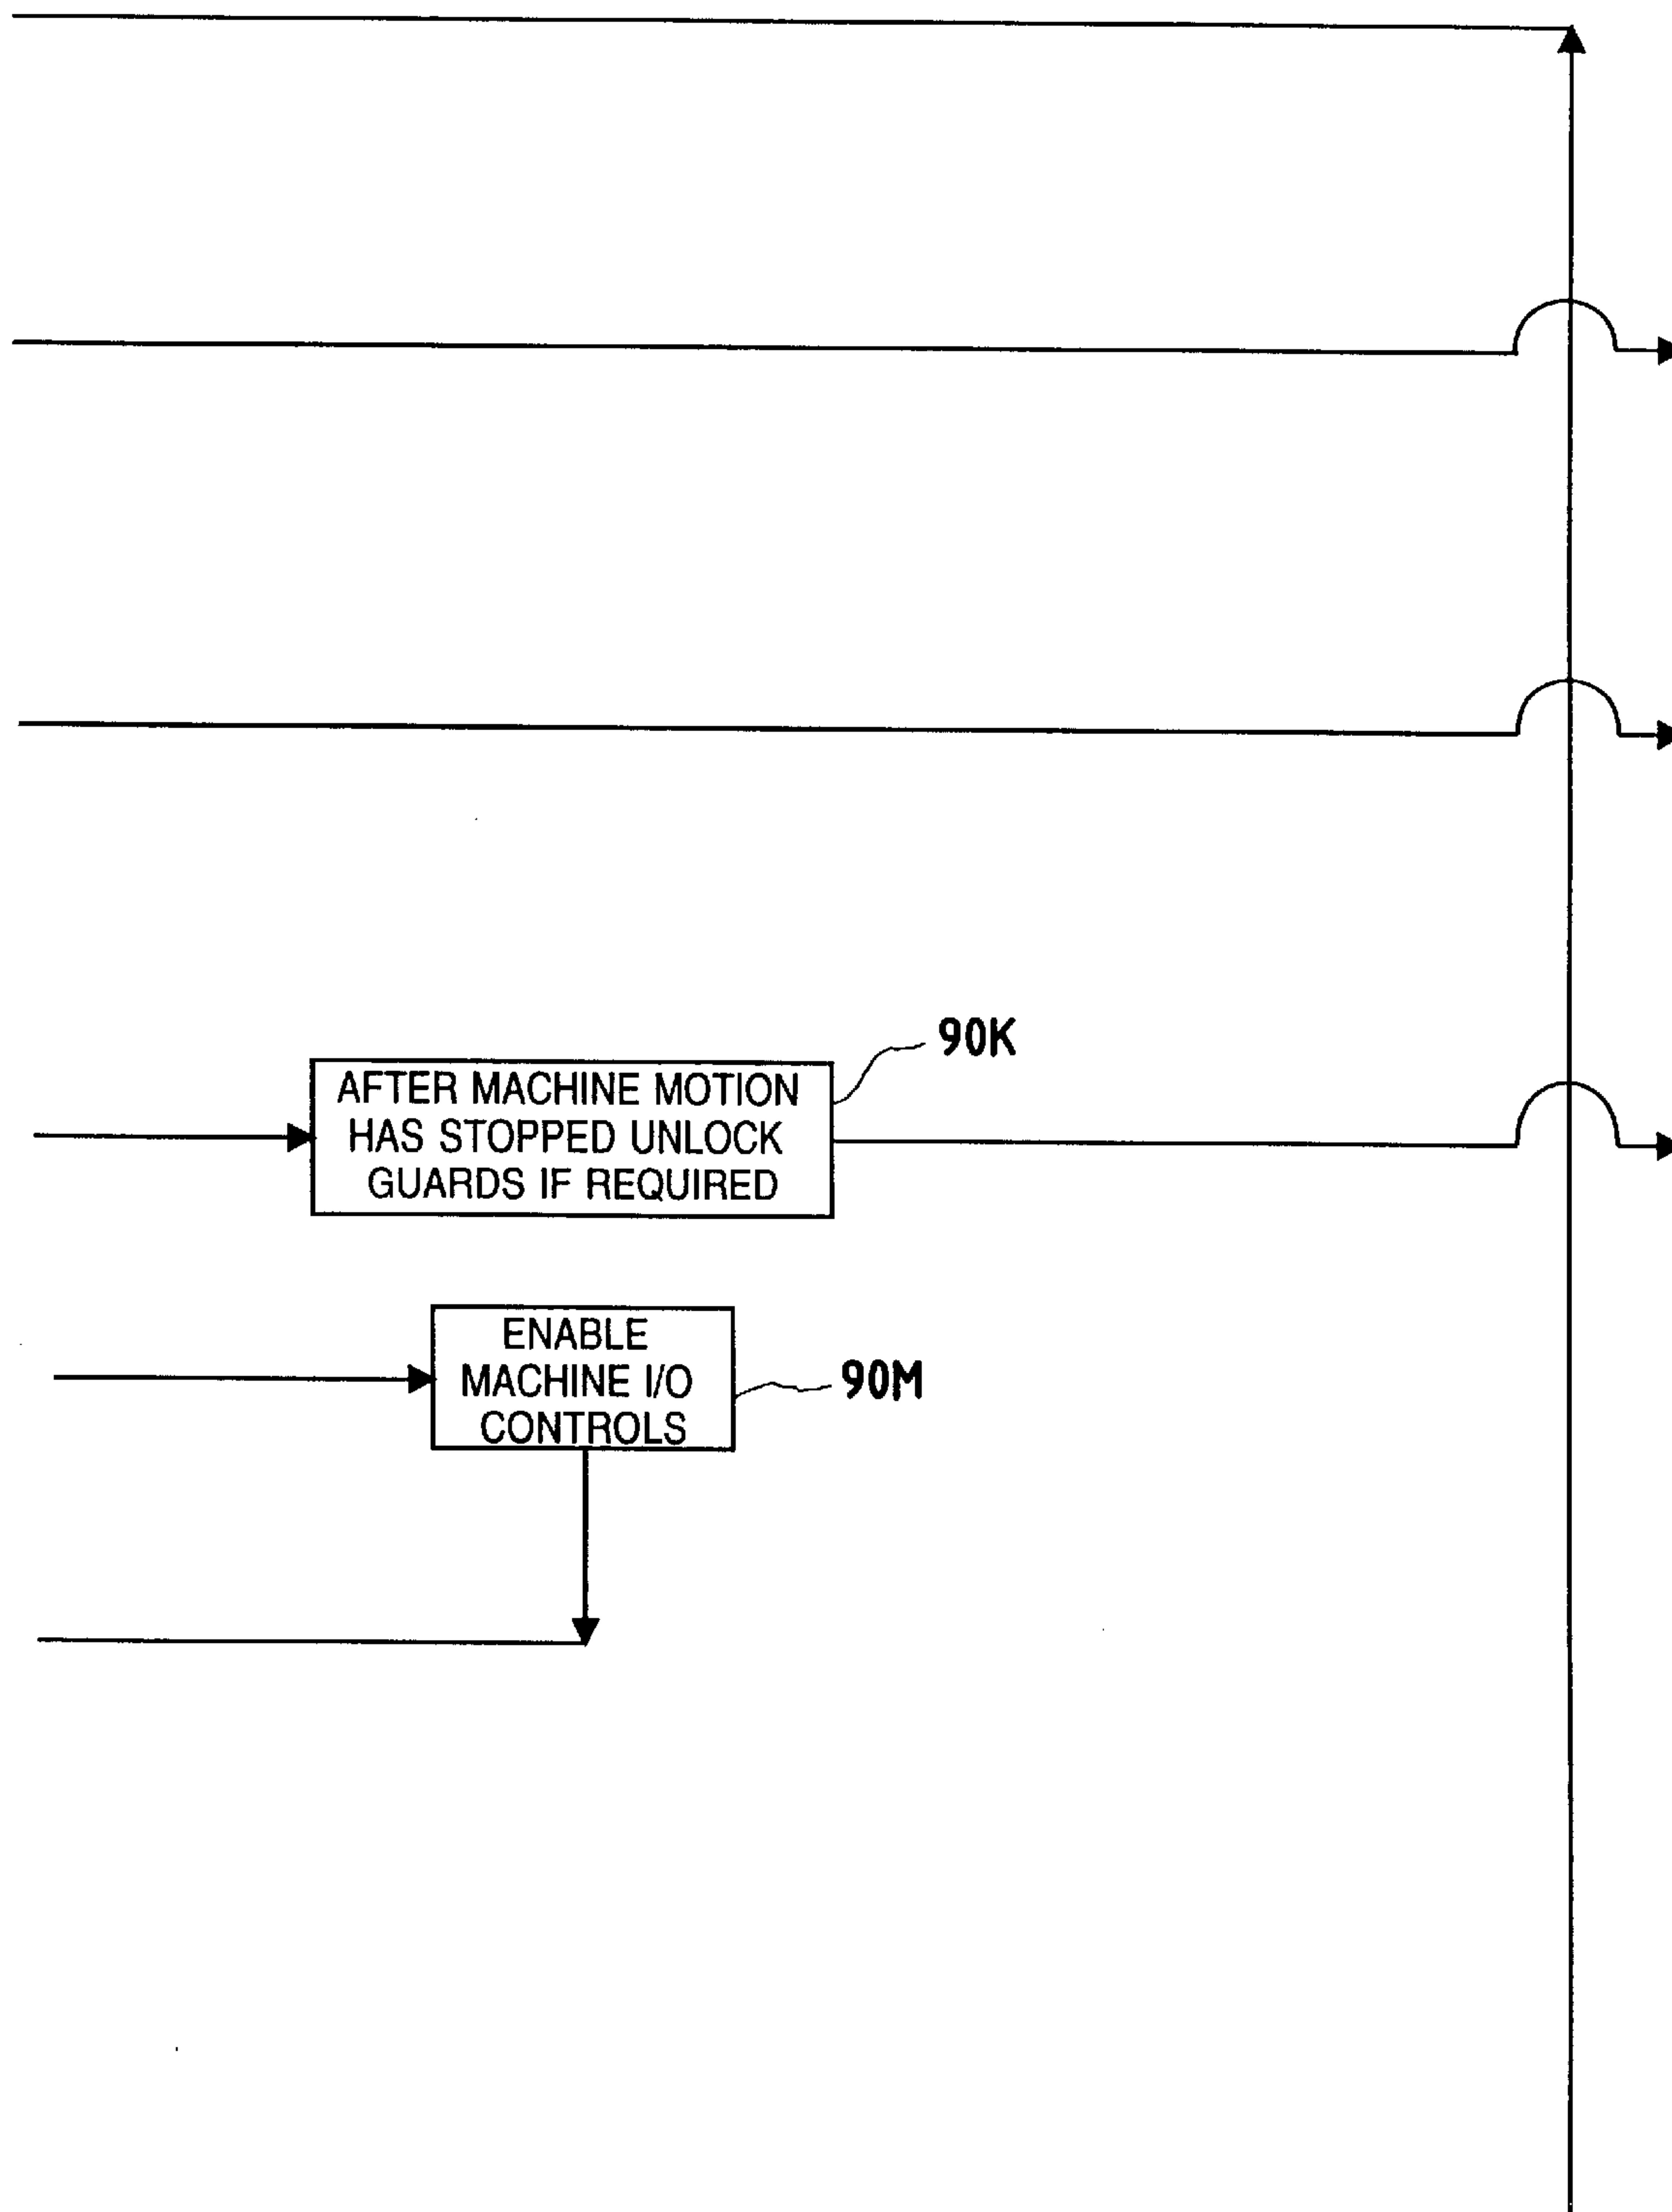 90K
AFTER MACHINE MOTION
HAS STOPPED UNLOCK
GUARDS IF REQUIRED
ENABLE
MACHINE I/O
CONTROLS
90M